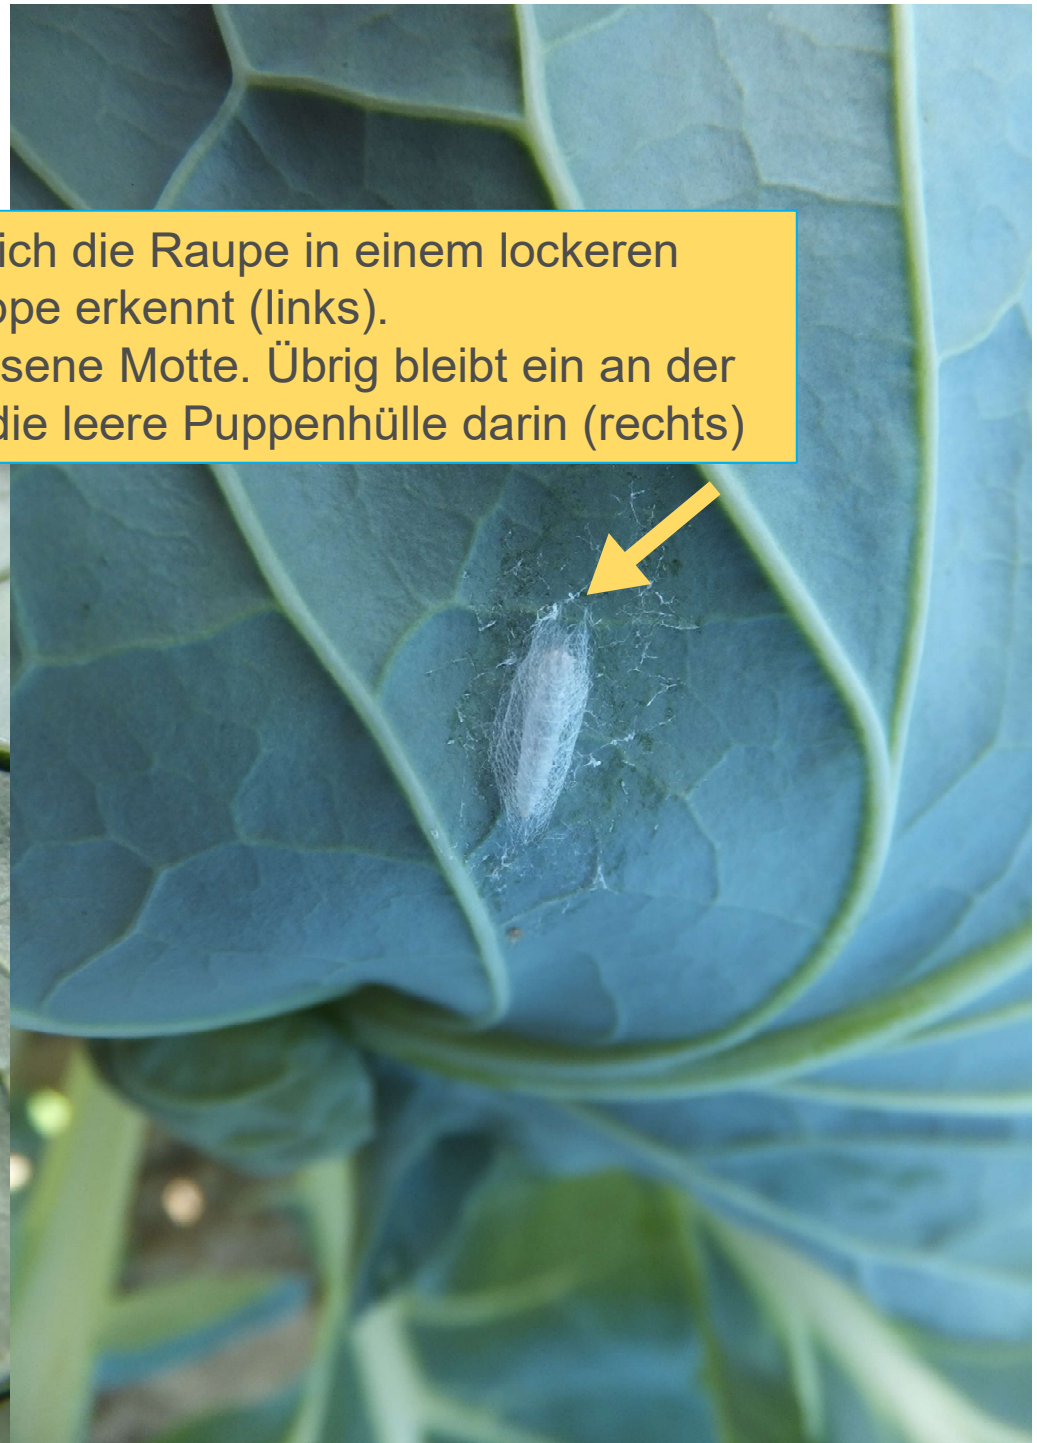 ich die Raupe in einem lockeren
ppe erkennt (links).
sene Motte. Übrig bleibt ein an der
die leere Puppenhülle darin (rechts)